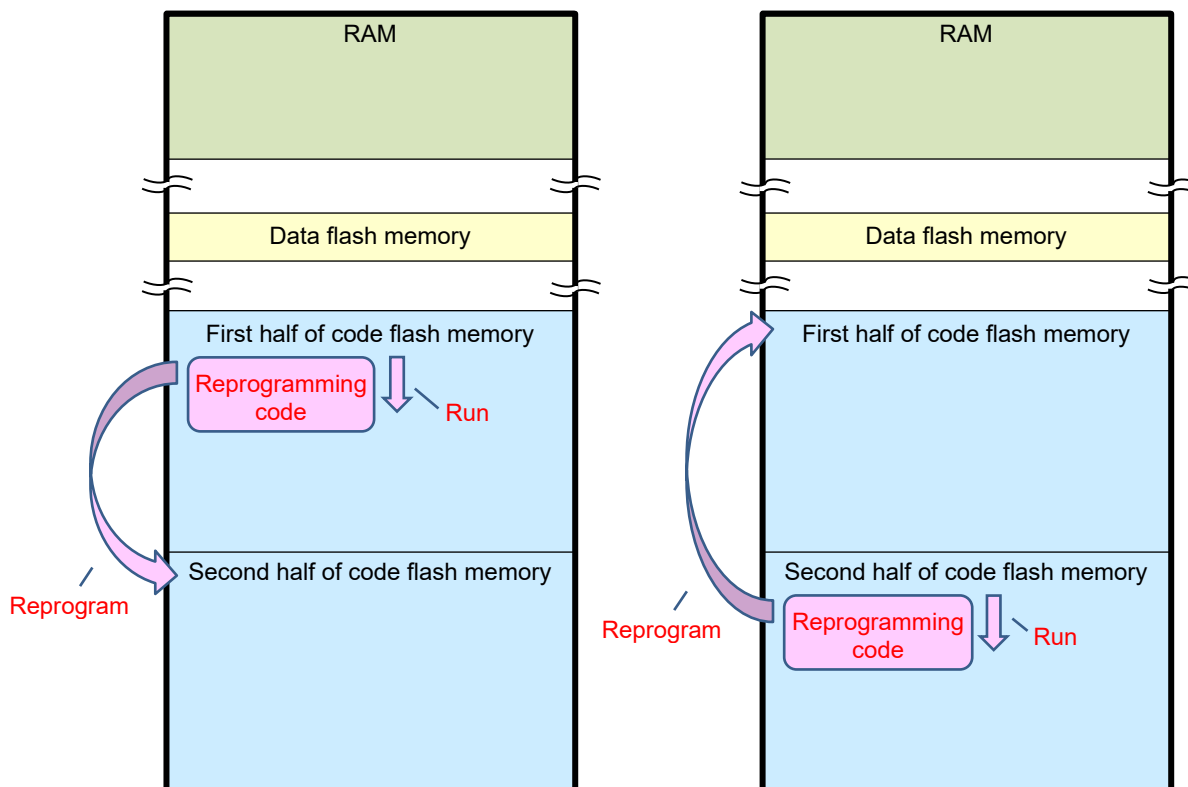 RAM
Data flash memory
First half of code flash memory
Reprogramming
code
Run
Second half of code flash memory
Reprogram
RAM
Data flash memory
First half of code flash memory
Second half of code flash memory
Reprogramming
code
Run
Reprogram